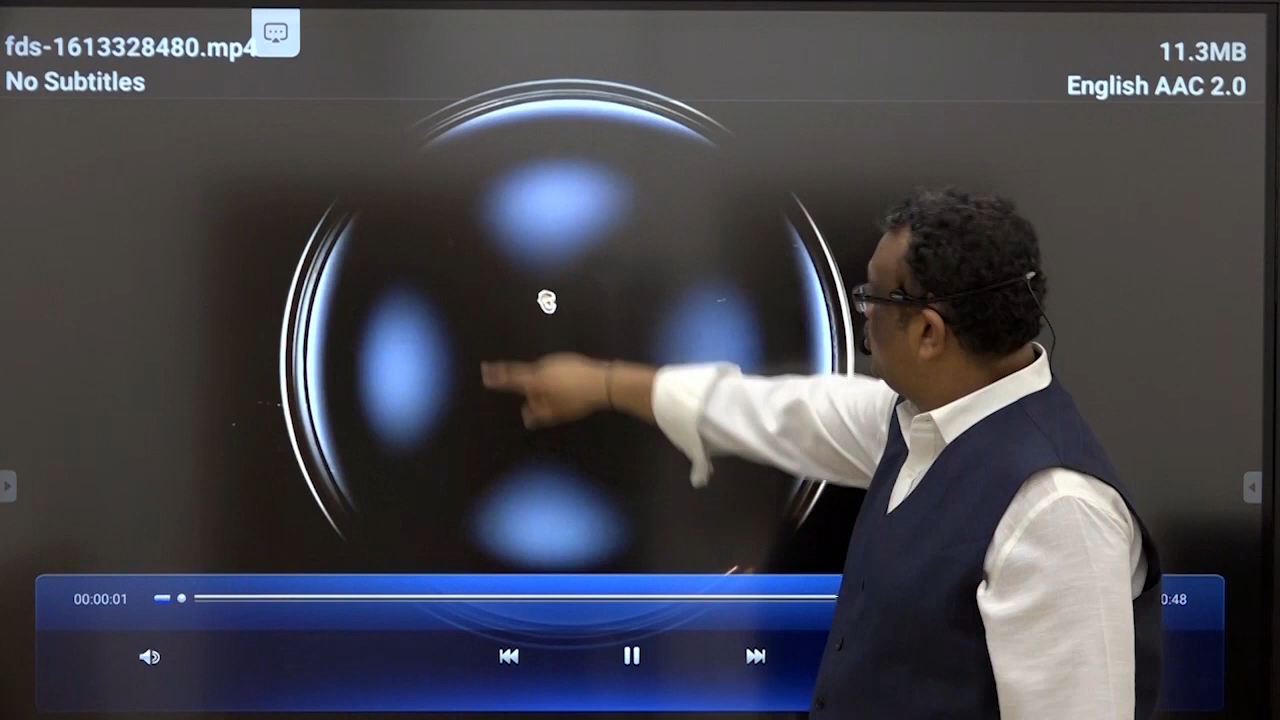 fds-1613328480.mp4
No Subtitles
11.3MB
English AAC 2.0
00:00:01
0:48